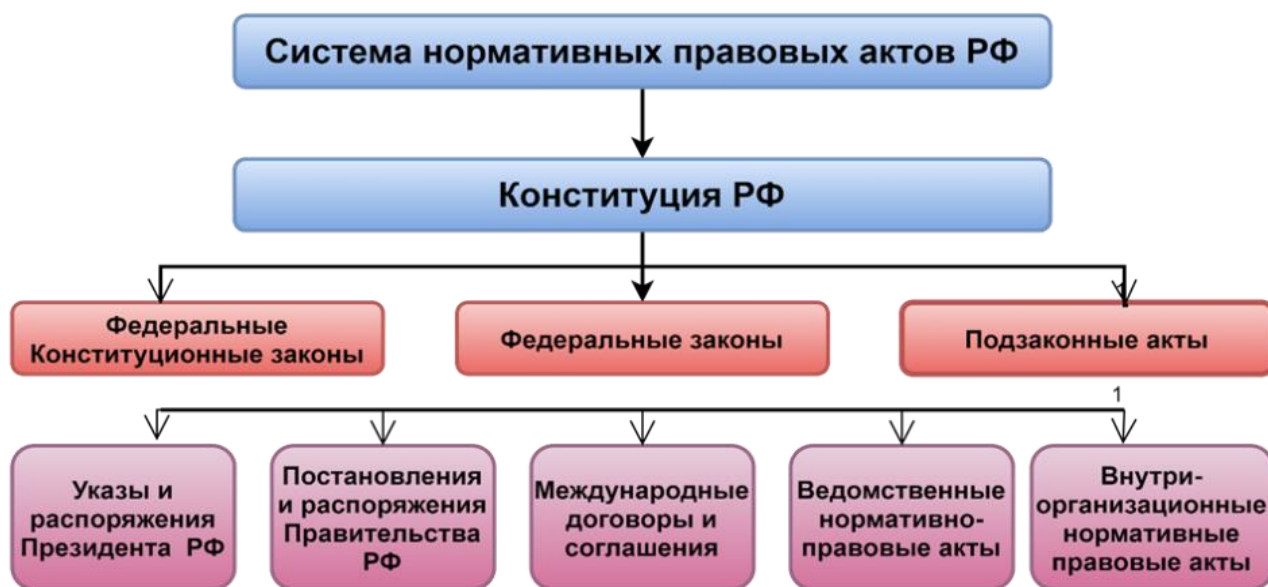 Система нормативных правовых актов РФ
Конституция РФ
Федеральные
Конституционные законы
Федеральные законы
Подзаконные акты
1
Указы и
распоряжения
Президента РФ
Постановления
и распоряжения
Правительства
РФ
Международные
договоры и
соглашения
Ведомственные
нормативно-
правовые акты
Внутри-
организационные
нормативные
правовые акты